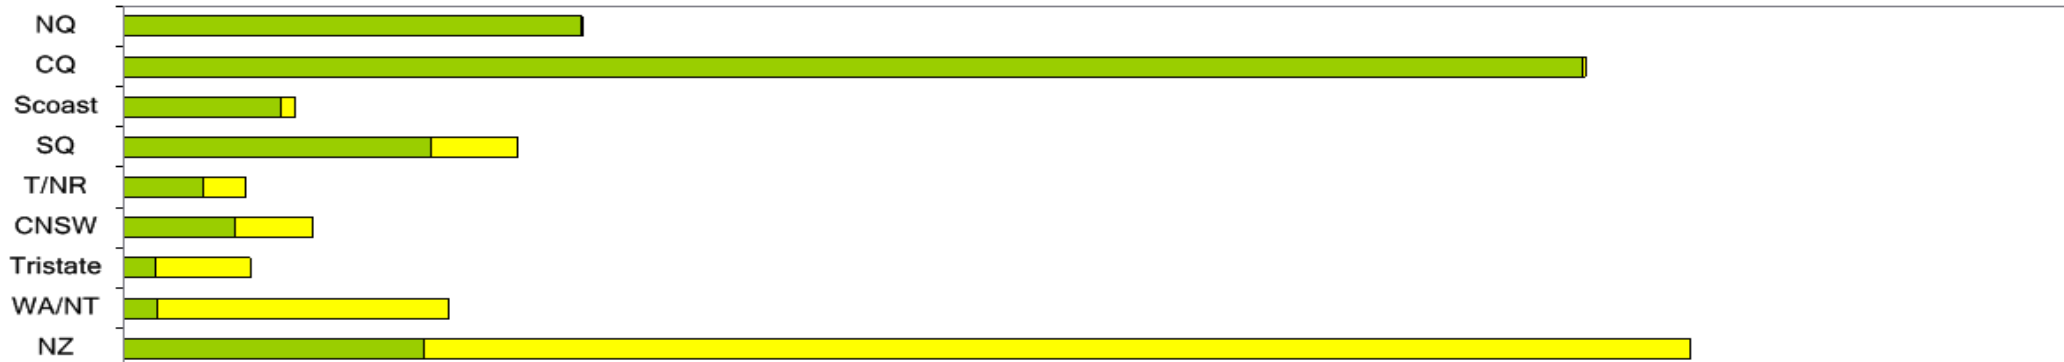 NQ
CQ
Scoast
SQ
T/NR
CNSW
Tristate
WA/NT
NZ